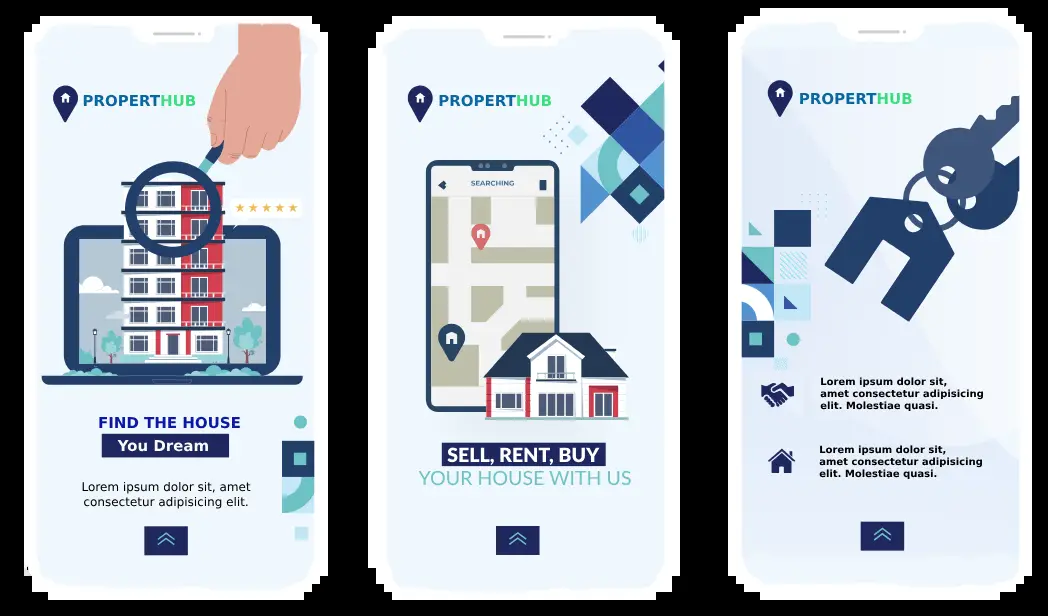 PROPERTHUB
FIND THE HOUSE
You Dream
Lorem ipsum dolor sit, amet
consectetur adipisicing elit.
PROPERTHUB
SEARCHING
SELL, RENT, BUY
YOUR HOUSE WITH US
PROPERTHUB
Lorem ipsum dolor sit,
amet consectetur adipisicing
elit. Molestiae quasi.
Lorem ipsum dolor sit,
amet consectetur adipisicing
elit. Molestiae quasi.